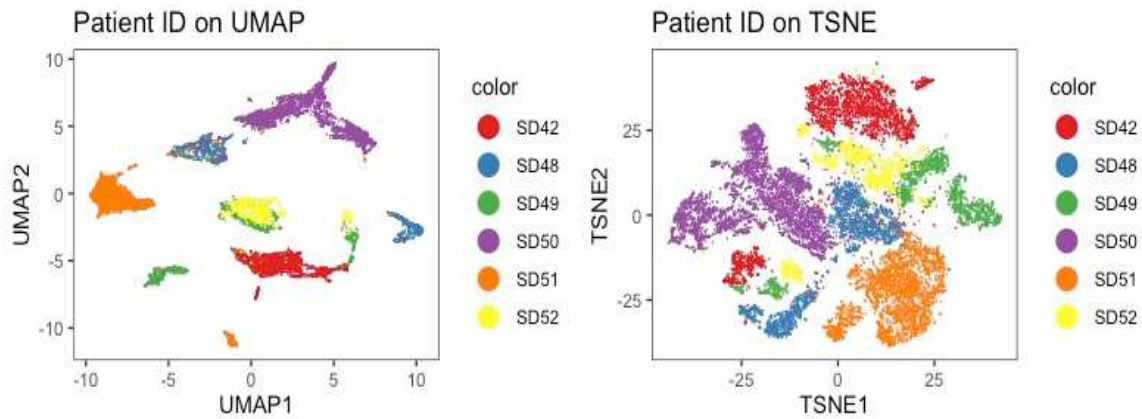 Patient ID on UMAP
10
5
0
-5
-10
UMAP2
-10
-5
0
5
10
UMAP1
color
SD42
SD48
SD49
SD50
SD51
SD52
Patient ID on TSNE
25
0
-25
TSNE2
-25
0
25
TSNE1
color
SD42
SD48
SD49
SD50
SD51
SD52